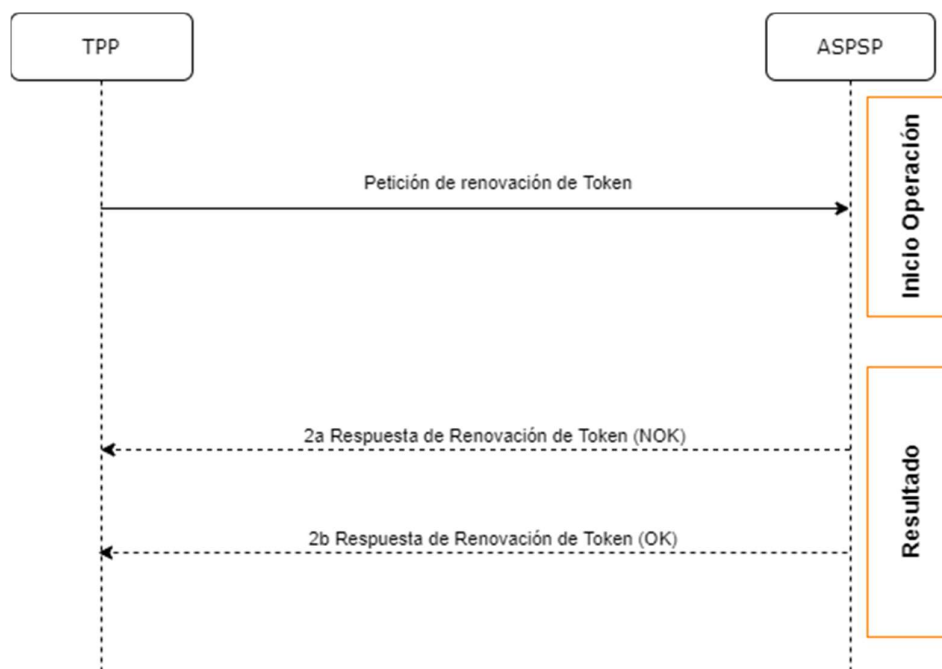 TPP
ASPSP
Inicio Operación
Petición de renovación de Token
2a Respuesta de Renovación de Token (NOK)
Resultado
2b Respuesta de Renovación de Token (OK)